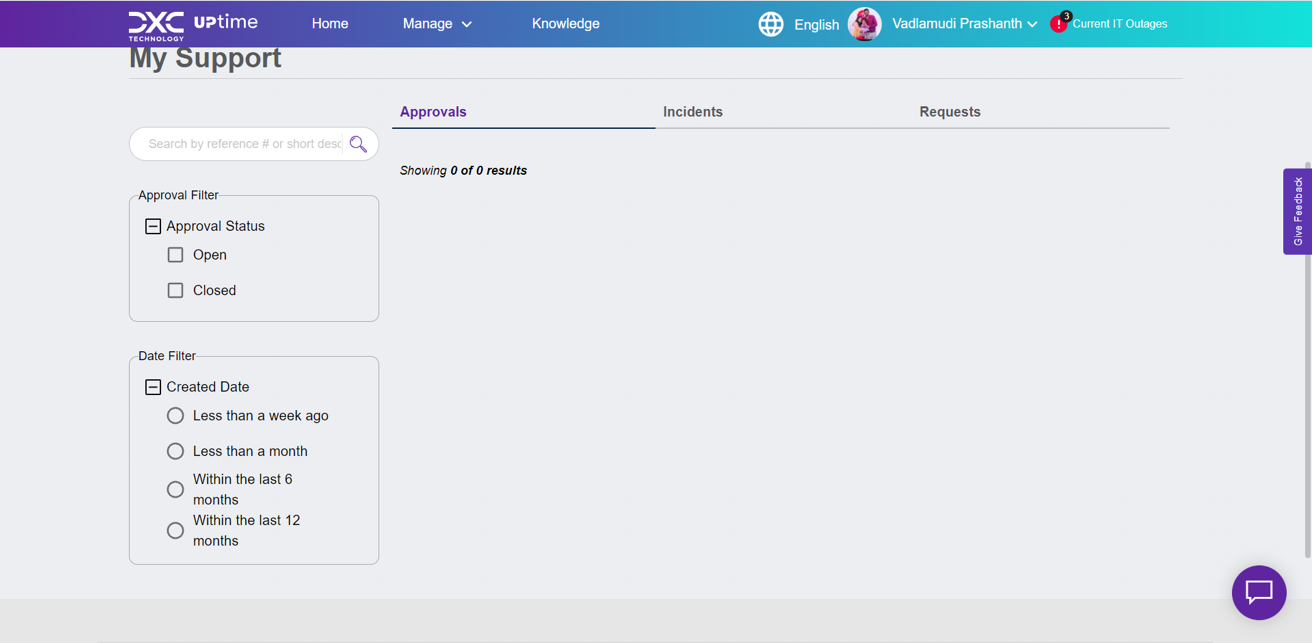 DXC TECHNOLOGY UPtime Home Manage Knowledge English Vadlamudi Prashanth 3 Current IT Outages
My Support
Approvals Incidents Requests
Search by reference # or short desc
Showing 0 of 0 results
Give Feedback
Approval Filter
Approval Status
Open
Closed
Date Filter
Created Date
Less than a week ago
Less than a month
Within the last 6
months
Within the last 12
months